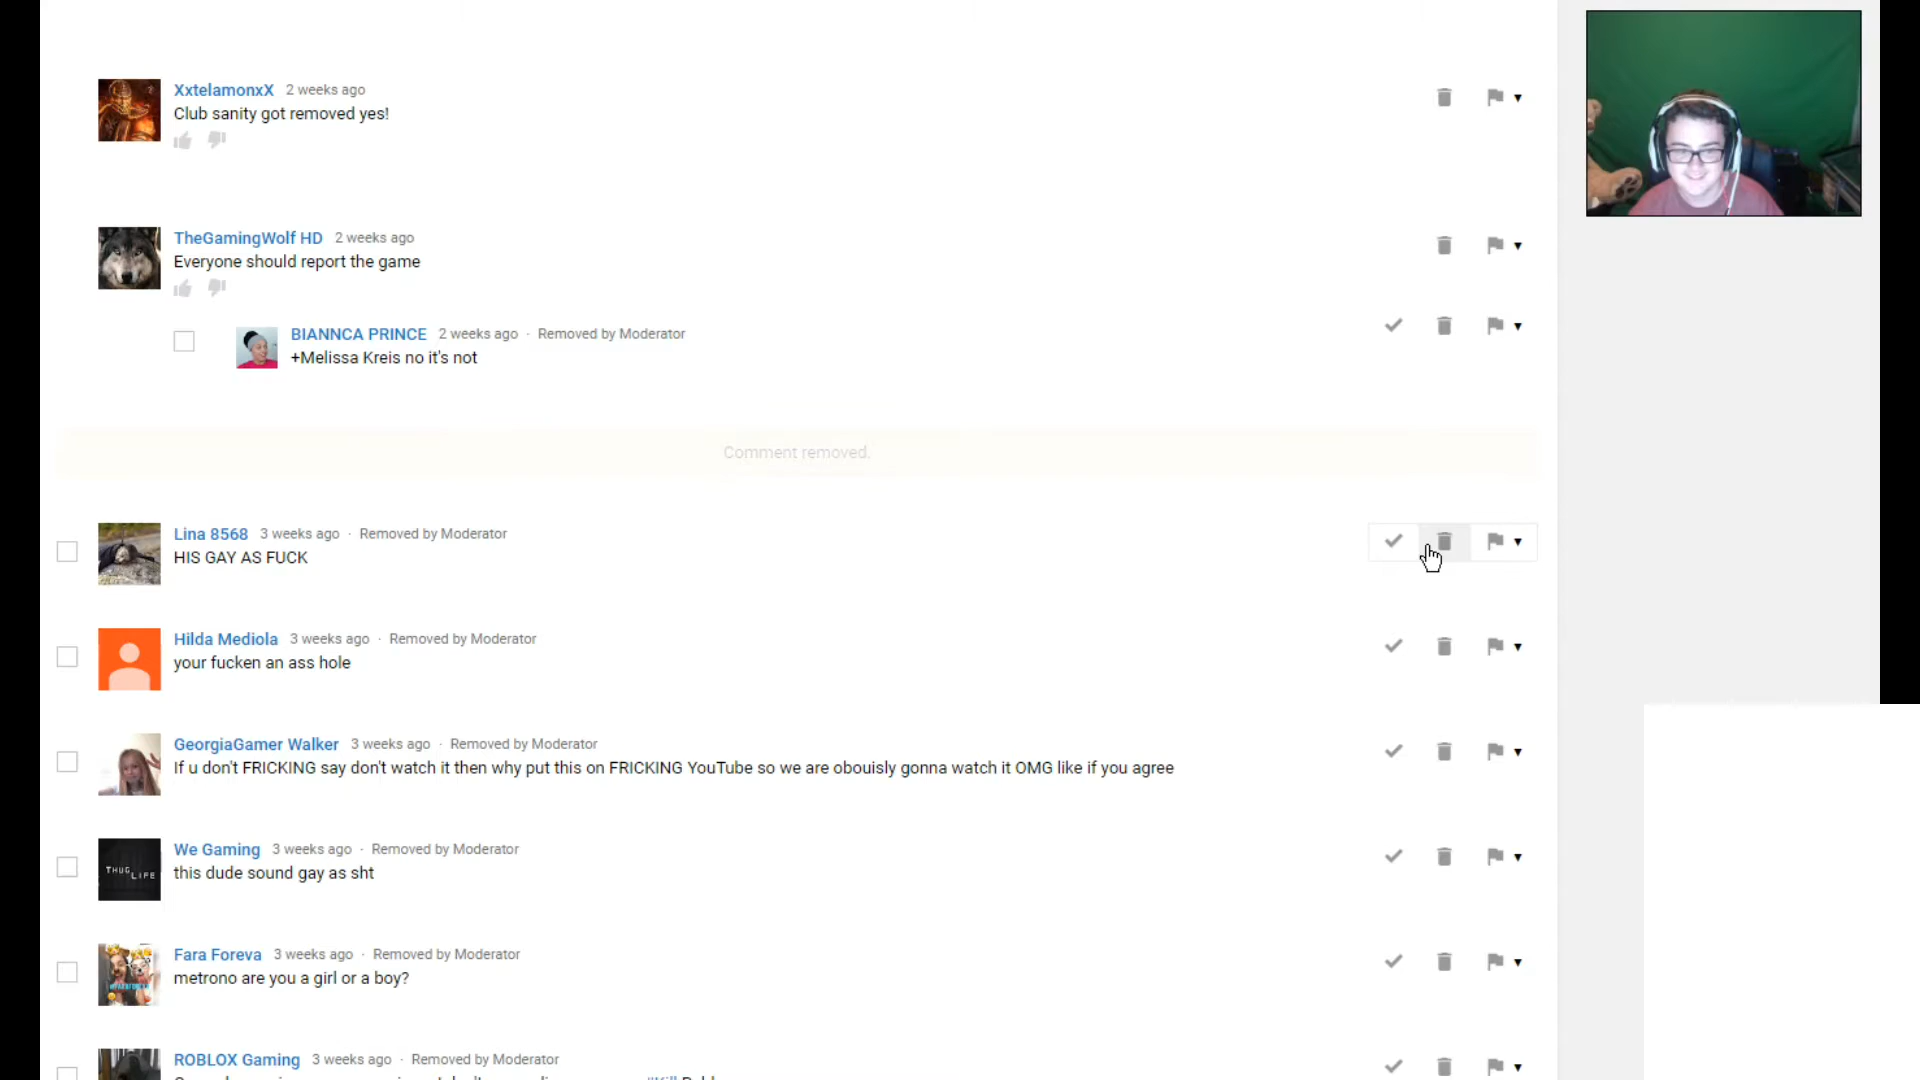 XxtelamonxX 2 weeks ago
Club sanity got removed yes!
TheGamingWolf HD 2 weeks ago
Everyone should report the game
BIANNCA PRINCE 2 weeks ago · Removed by Moderator
+Melissa Kreis no it's not
Comment removed.
Lina 8568 3 weeks ago · Removed by Moderator
HIS GAY AS FUCK
Hilda Mediola 3 weeks ago · Removed by Moderator
your fucken an ass hole
GeorgiaGamer Walker 3 weeks ago · Removed by Moderator
If u don't FRICKING say don't watch it then why put this on FRICKING YouTube so we are obouisly gonna watch it OMG like if you agree
THUG LIFE
We Gaming 3 weeks ago · Removed by Moderator
this dude sound gay as sht
Fara Foreva 3 weeks ago · Removed by Moderator
metrono are you a girl or a boy?
ROBLOX Gaming 3 weeks ago · Removed by Moderator